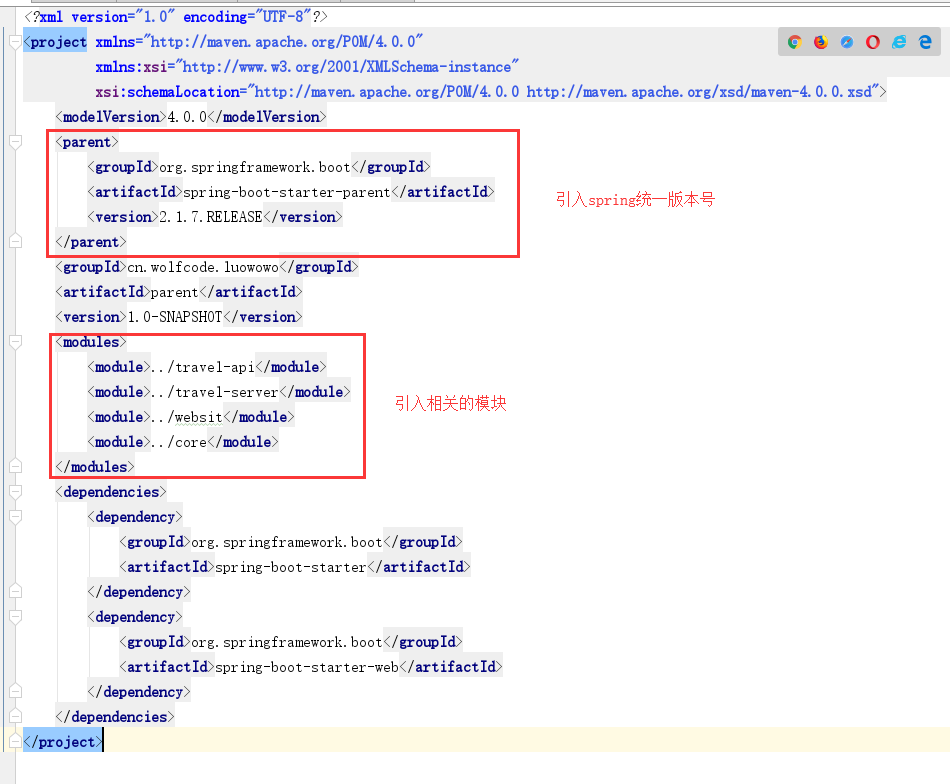 <?xml version="1.0" encoding="UTF-8"?>
<project xmlns="http://maven.apache.org/POM/4.0.0"
xmlns:xsi="http://www.w3.org/2001/XMLSchema-instance"
xsi:schemaLocation="http://maven.apache.org/POM/4.0.0 http://maven.apache.org/xsd/maven-4.0.0.xsd">
<modelVersion>4.0.0</modelVersion>
<parent>
<groupId>org.springframework.boot</groupId>
<artifactId>spring-boot-starter-parent</artifactId>
引入spring统一版本号
<version>2.1.7.RELEASE</version>
</parent>
<groupId>cn.wolfcode.luowowo</groupId>
<artifactId>parent</artifactId>
<version>1.0-SNAPSHOT</version>
<modules>
<module>../travel-api</module>
<module>../travel-server</module>
引入相关的模块
<module>../websit</module>
<module>../core</module>
</modules>
<dependencies>
<dependency>
<groupId>org.springframework.boot</groupId>
<artifactId>spring-boot-starter</artifactId>
</dependency>
<dependency>
<groupId>org.springframework.boot</groupId>
<artifactId>spring-boot-starter-web</artifactId>
</dependency>
</dependencies>
</project>